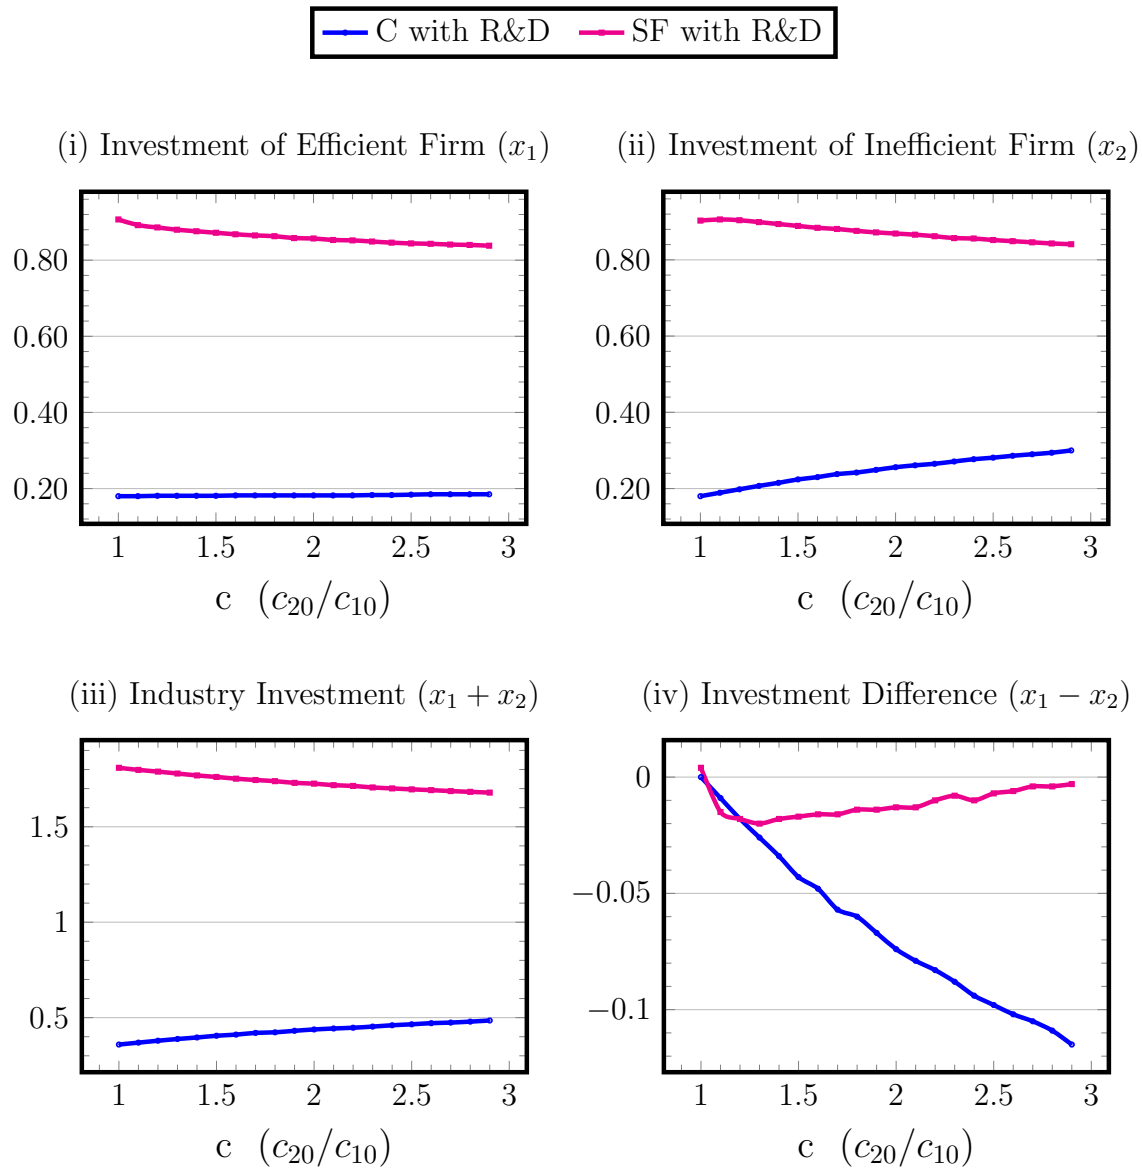 C with R&D SF with R&D
(i) Investment of Efficient Firm (x₁)
0.80
0.60
0.40
0.20
1 1.5 2 2.5 3
c (c₂₀/c₁₀)
(ii) Investment of Inefficient Firm (x₂)
0.80
0.60
0.40
0.20
1 1.5 2 2.5 3
c (c₂₀/c₁₀)
(iii) Industry Investment (x₁ + x₂)
1.5
1
0.5
1 1.5 2 2.5 3
c (c₂₀/c₁₀)
(iv) Investment Difference (x₁ − x₂)
0
−0.05
−0.1
1 1.5 2 2.5 3
c (c₂₀/c₁₀)